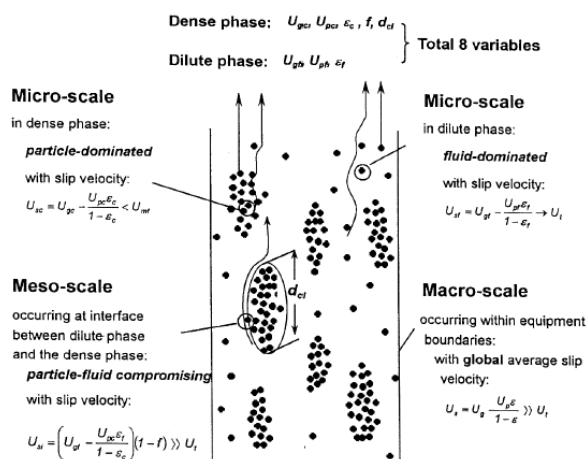 Dense phase: U_gc, U_pc, ε_c, f, d_cl
Total 8 variables
Dilute phase: U_gf, U_pf, ε_f
Micro-scale
in dense phase:
particle-dominated
with slip velocity:
U_sc = U_gc - U_pc ε_c / 1 - ε_c < U_mf
Micro-scale
in dilute phase:
fluid-dominated
with slip velocity:
U_sf = U_gf - U_pf ε_f / 1 - ε_f → U_t
d_cl
Meso-scale
occurring at interface
between dilute phase
and the dense phase:
particle-fluid compromising
with slip velocity:
U_si = (U_gf - U_pc ε_f / 1 - ε_c)(1 - f) >> U_t
Macro-scale
occurring within equipment
boundaries:
with global average slip
velocity:
U_s = U_g U_p ε / 1 - ε >> U_t